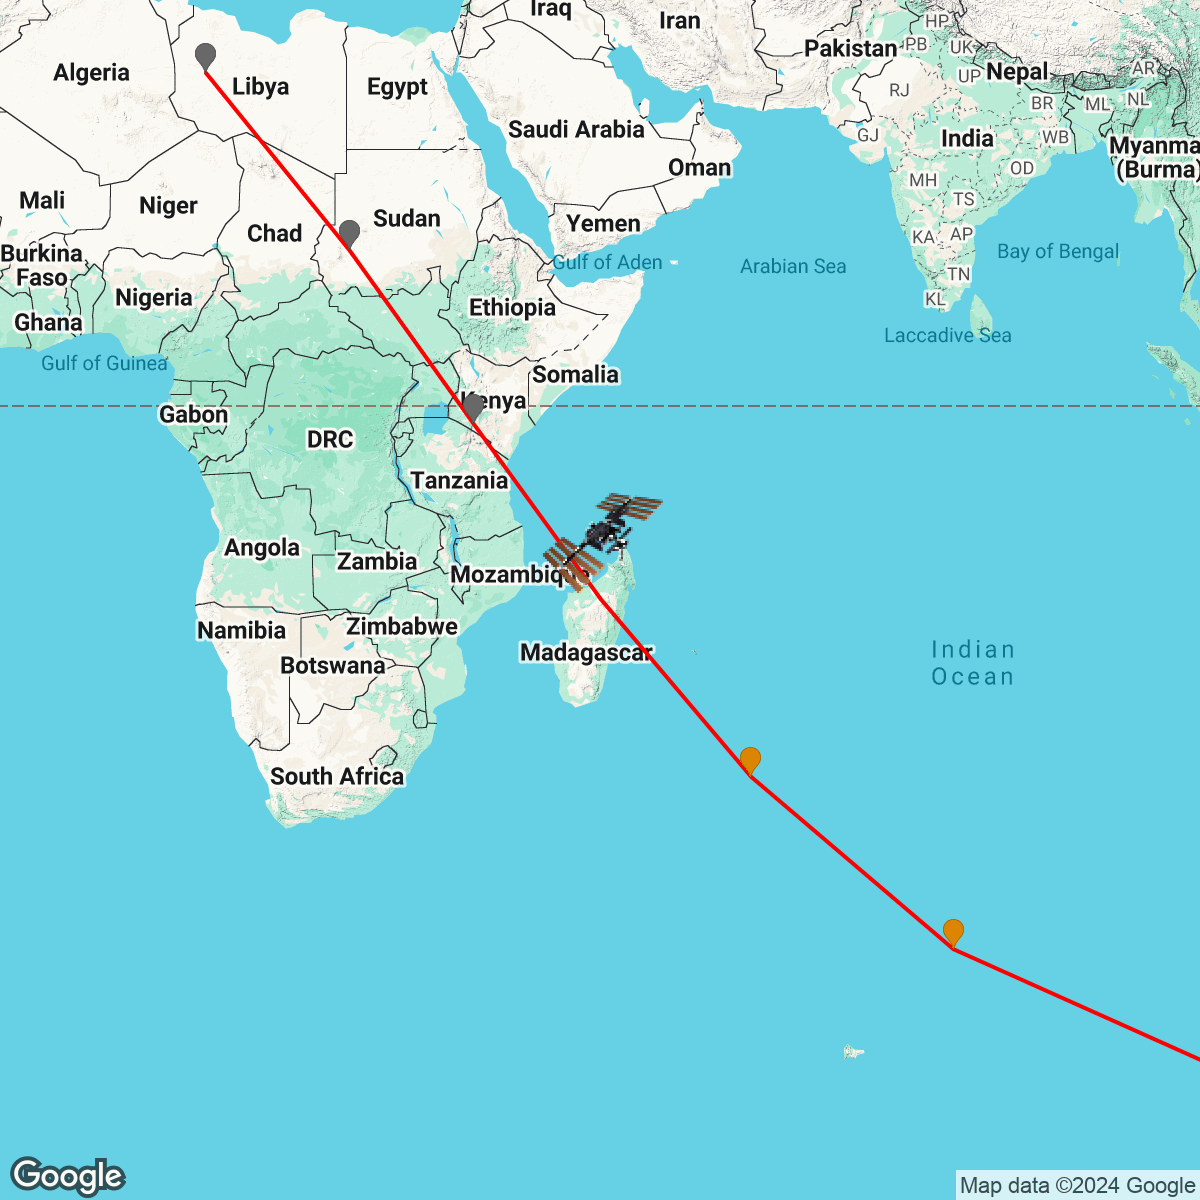 Iraq
Iran
HP
Pakistan
PB
UK
Algeria
Libya
Egypt
UP
Nepal
AR
RJ
BR
ML
NL
Saudi Arabia
GJ
India
WB
Myanma
(Burma)
Oman
OD
MH
Mali
Niger
TS
Sudan
Yemen
Chad
KA
AP
Burkina
Faso
Gulf of Aden
Arabian Sea
Bay of Bengal
TN
Nigeria
Ethiopia
KL
Ghana
Laccadive Sea
Gulf of Guinea
Somalia
Kenya
Gabon
DRC
Tanzania
Angola
Zambia
Mozambique
Namibia
Zimbabwe
Madagascar
Indian
Ocean
Botswana
South Africa
Google
Map data ©2024 Google